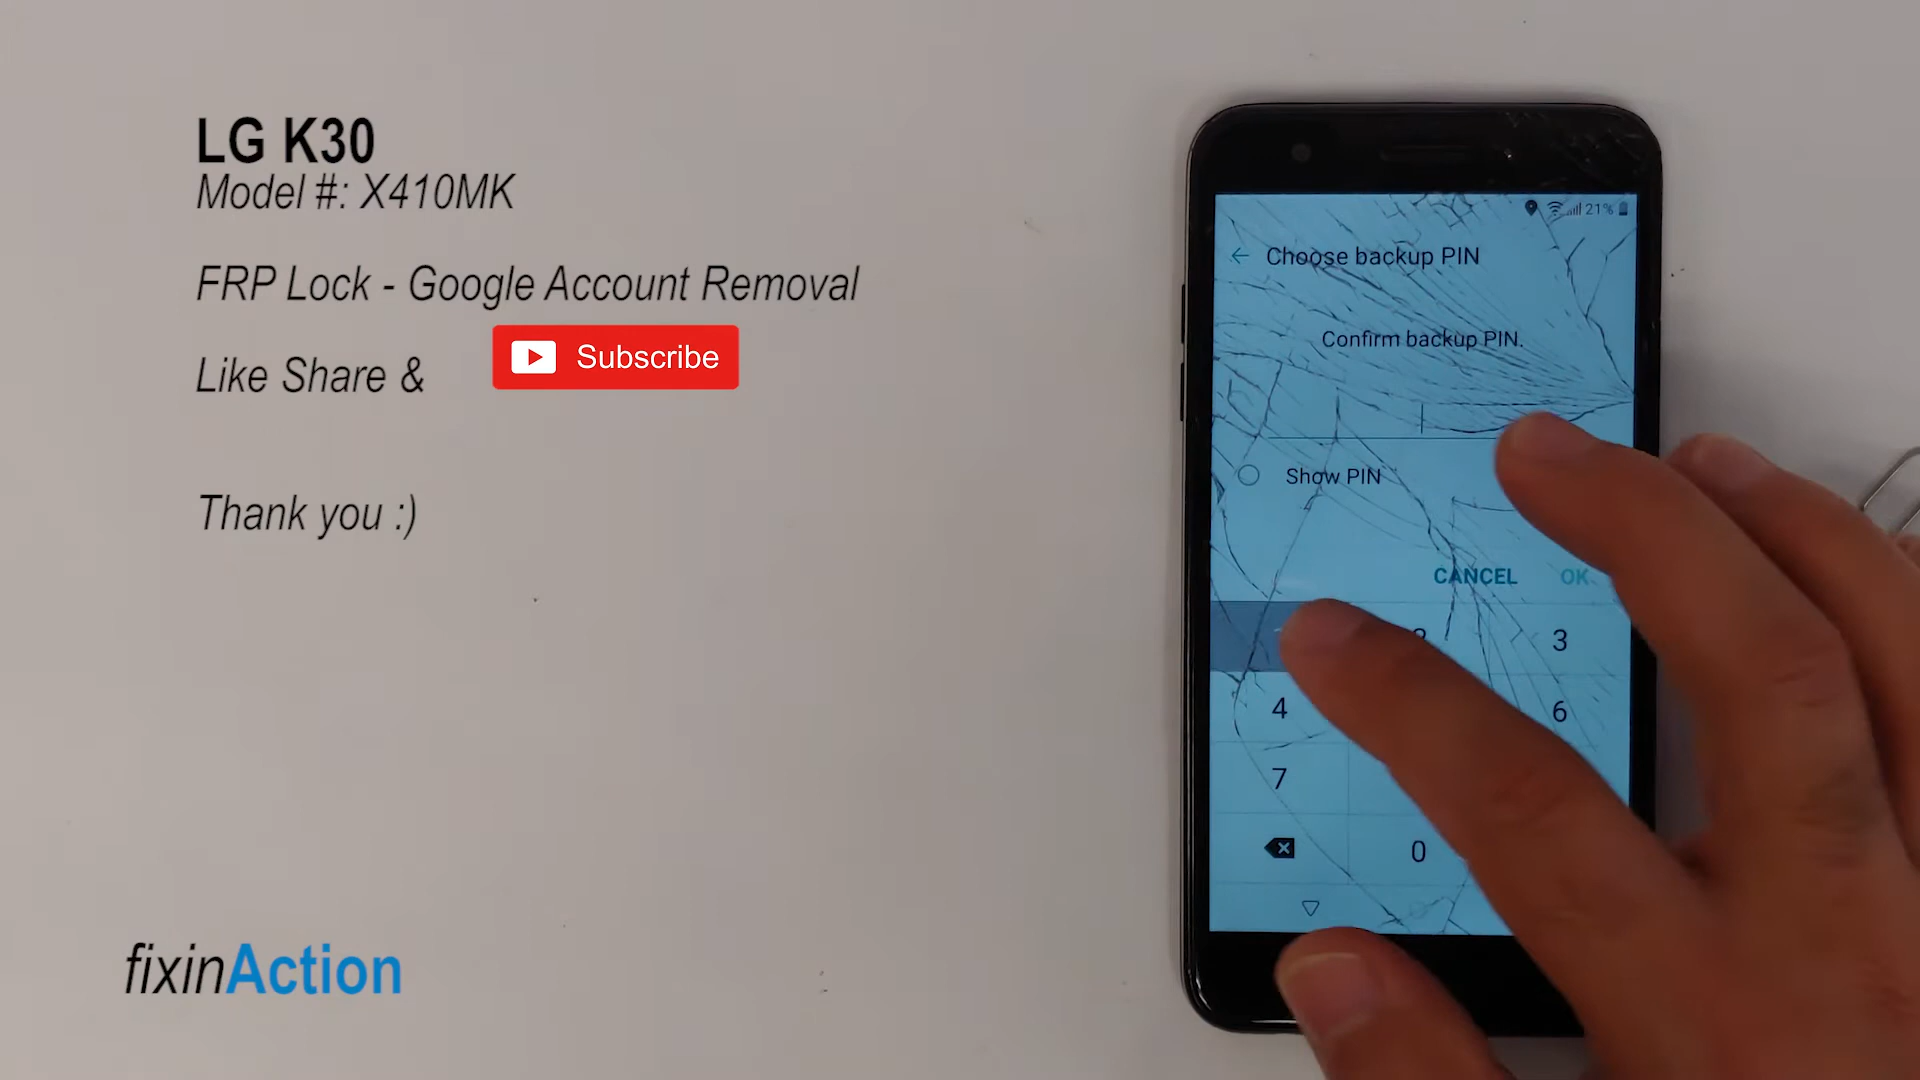 LG K30
Model #: X410MK
FRP Lock - Google Account Removal
Like Share &
Subscribe
Thank you :)
fixinAction
21%
Choose backup PIN
Confirm backup PIN.
Show PIN
CANCEL OK
3
4 6
7
0